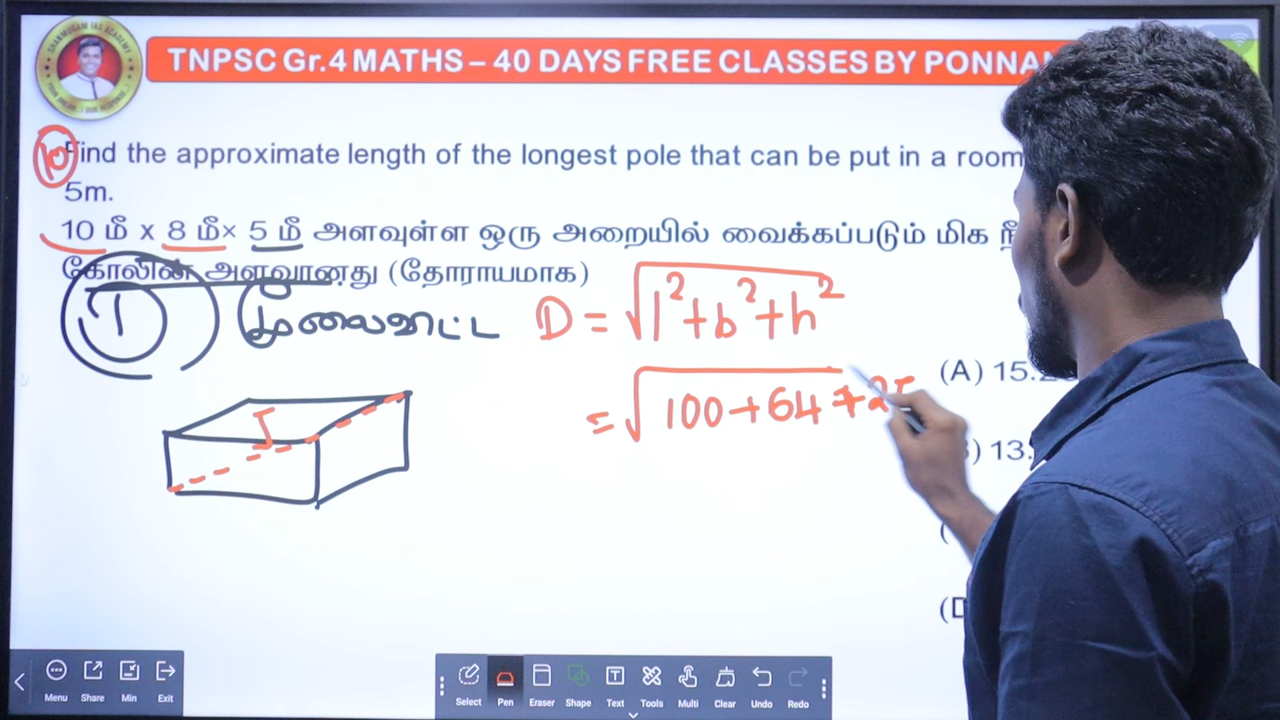 SHANMUGAM IAS ACADEMY
TNPSC Gr.4 MATHS – 40 DAYS FREE CLASSES BY
Find the approximate length of the longest pole that can be put in a room
5m.
10 மீ x 8 மீ× 5 மீ அளவுள்ள ஒரு அறையில் வைக்கப்படும் மிக
கோலின் அளவானது (தோராயமாக)
மூலைவிட்ட
D = √l²+b²+h²
= √100+64+25
(A) 15.
13.
Menu Share Min Exit
Select Pen Eraser Shape Text Tools Multi Clear Undo Redo